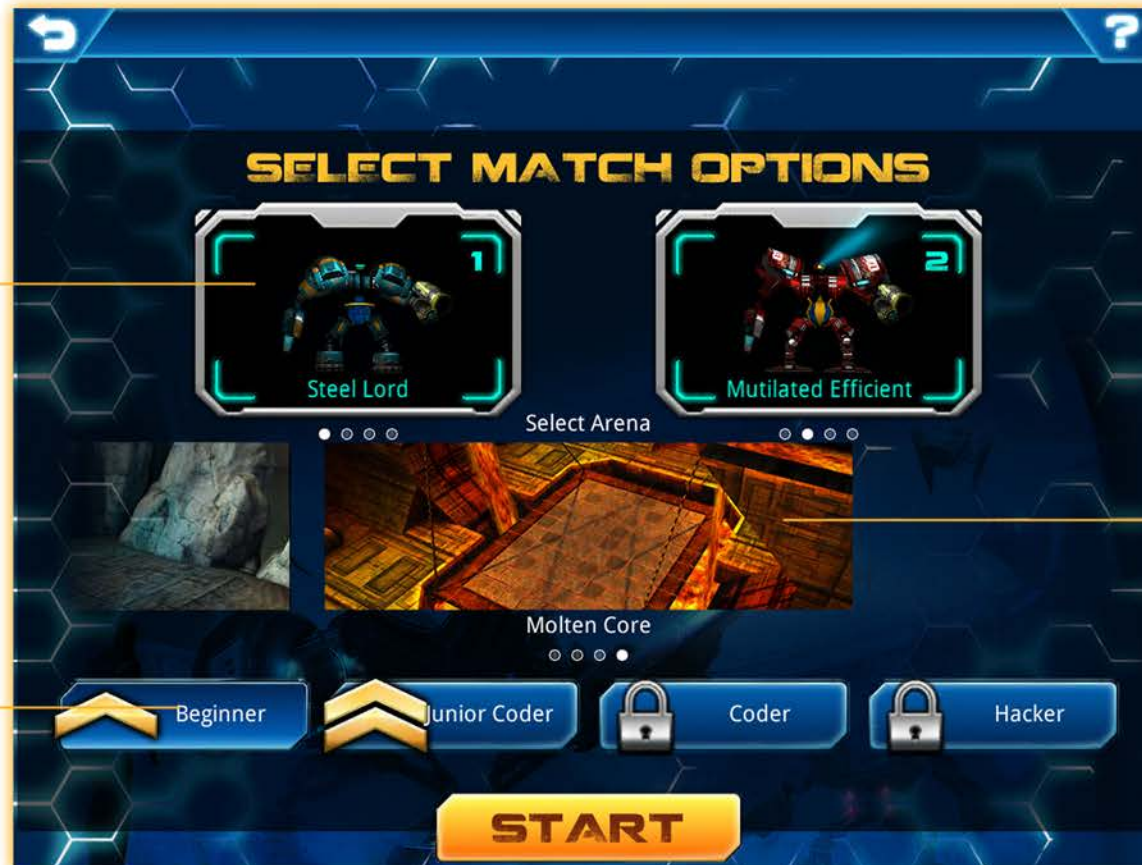 ?
SELECT MATCH OPTIONS
1
2
Steel Lord
Mutilated Efficient
Select Arena
Molten Core
Beginner
Junior Coder
Coder
Hacker
START